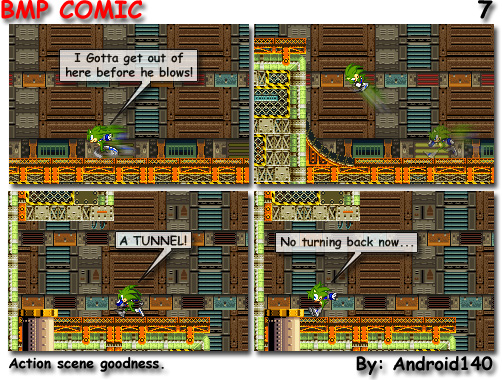 BMP COMIC
7
I Gotta get out of
here before he blows!
A TUNNEL!
No turning back now...
Action scene goodness.
By: Android140